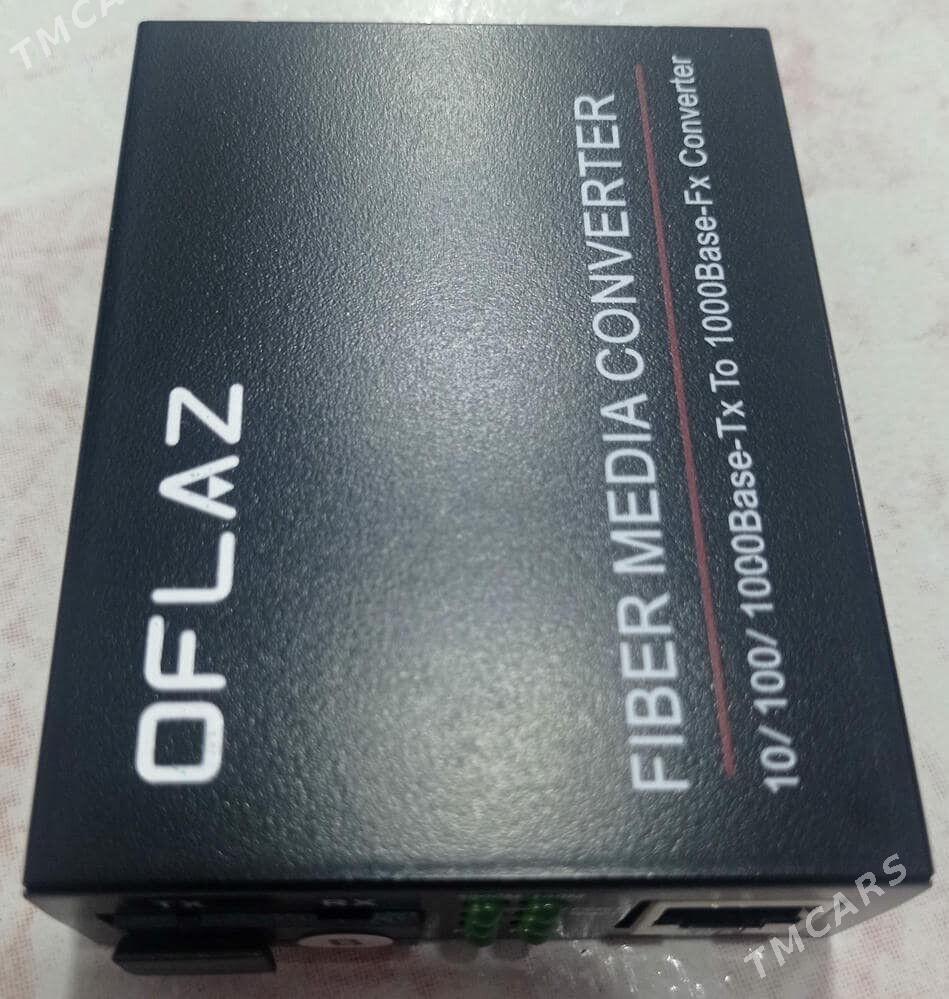 TMCARS
OFLAZ
FIBER MEDIA CONVERTER
10/ 100/ 1000Base-Tx To 1000Base-Fx Converter
TX
RX
B
TMCARS